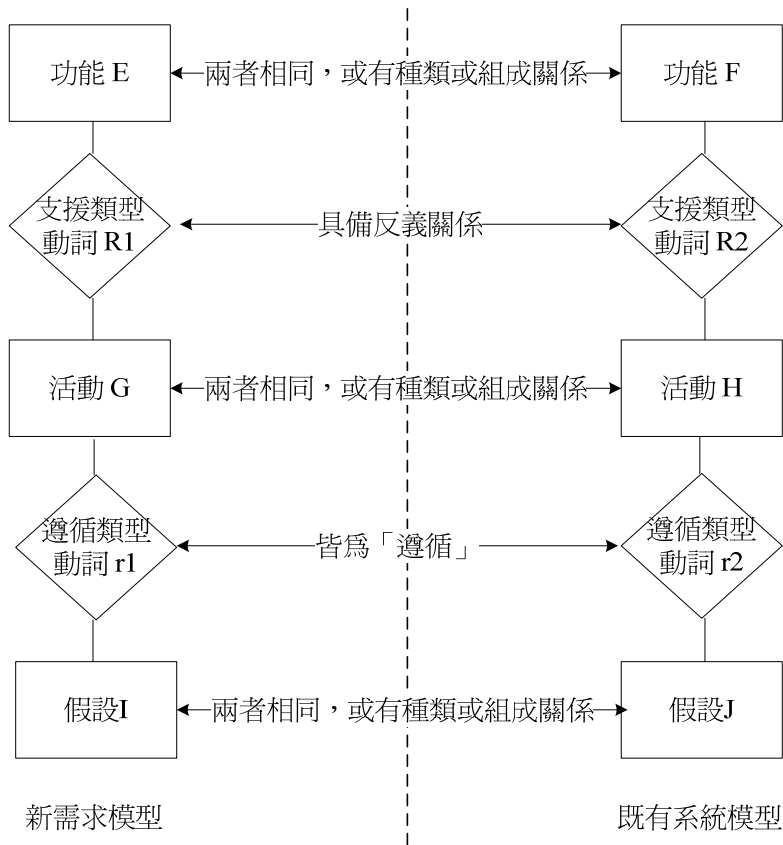 功能 E
兩者相同，或有種類或組成關係
功能 F
支援類型
動詞 R1
具備反義關係
支援類型
動詞 R2
活動 G
兩者相同，或有種類或組成關係
活動 H
遵循類型
動詞 r1
皆為「遵循」
遵循類型
動詞 r2
假設I
兩者相同，或有種類或組成關係
假設J
新需求模型
既有系統模型